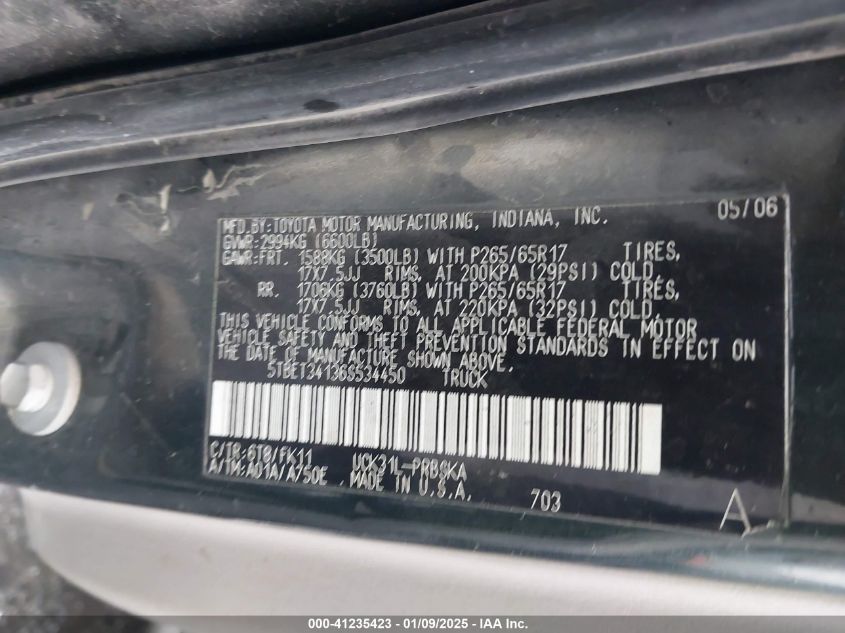 MFD.BY:TOYOTA MOTOR MANUFACTURING, INDIANA, INC. 05/06
GVWR:2994KG (6600LB)
GAWR:FRT. 1588KG (3500LB) WITH P265/65R17 TIRES,
17X7.5JJ RIMS, AT 200KPA (29PSI) COLD,
RR. 1706KG (3760LB) WITH P265/65R17 TIRES,
17X7.5JJ RIMS, AT 220KPA (32PSI) COLD.
THIS VEHICLE CONFORMS TO ALL APPLICABLE FEDERAL MOTOR
VEHICLE SAFETY AND THEFT PREVENTION STANDARDS IN EFFECT ON
THE DATE OF MANUFACTURE SHOWN ABOVE.
5TBET34136S534450 TRUCK
C/TR:6T8/FK11 UCK31L-PRBSKA
A/TM:A01A/A750E MADE IN U.S.A. 703
A
000-41235423 - 01/09/2025 - IAA Inc.